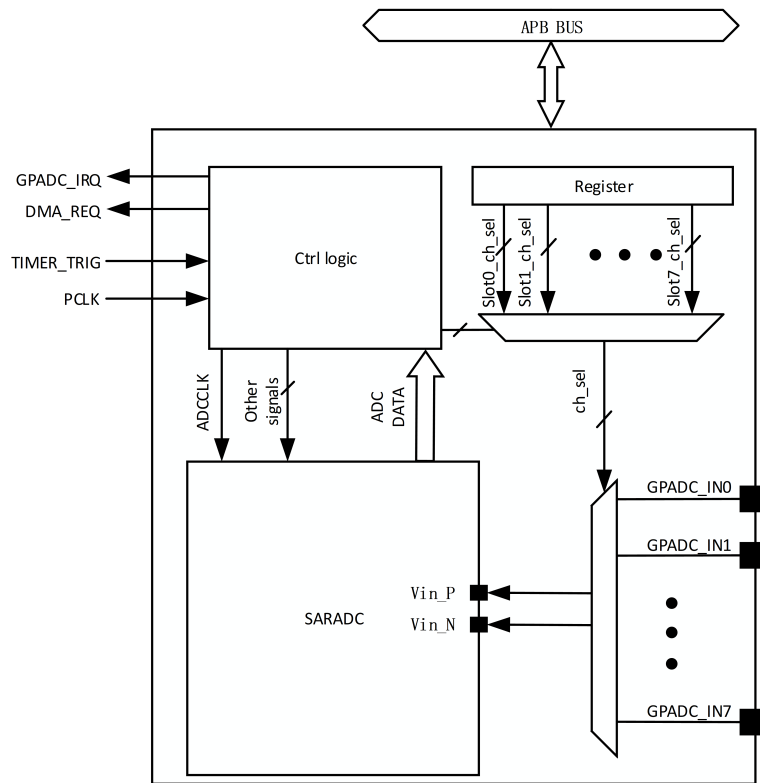 APB BUS
GPADC_IRQ
DMA_REQ
TIMER_TRIG
PCLK
Ctrl logic
Register
Slot0_ch_sel
Slot1_ch_sel
Slot7_ch_sel
ADCCLK
Other
signals
ADC
DATA
ch_sel
GPADC_IN0
GPADC_IN1
Vin_P
SARADC
Vin_N
GPADC_IN7